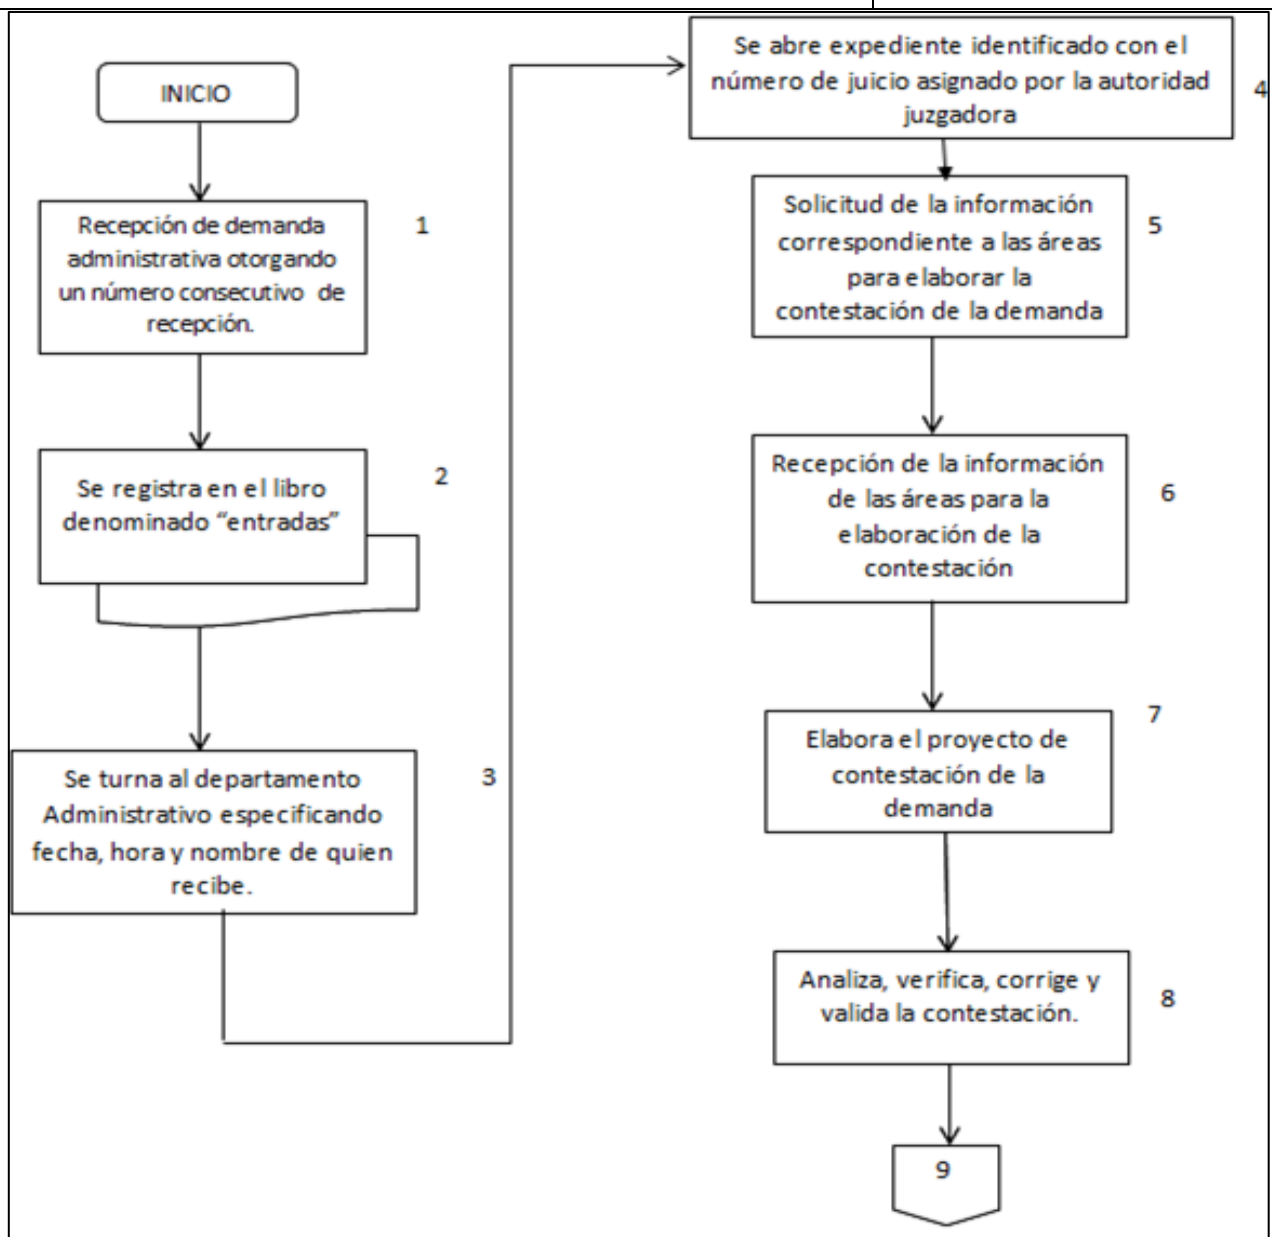 INICIO
Recepción de demanda
administrativa otorgando
un número consecutivo de
recepción.
1
Se registra en el libro
denominado “entradas”
2
Se turna al departamento
Administrativo especificando
fecha, hora y nombre de quien
recibe.
3
Se abre expediente identificado con el
número de juicio asignado por la autoridad
juzgadora
4
Solicitud de la información
correspondiente a las áreas
para elaborar la
contestación de la demanda
5
Recepción de la información
de las áreas para la
elaboración de la
contestación
6
Elabora el proyecto de
contestación de la
demanda
7
Analiza, verifica, corrige y
valida la contestación.
8
9